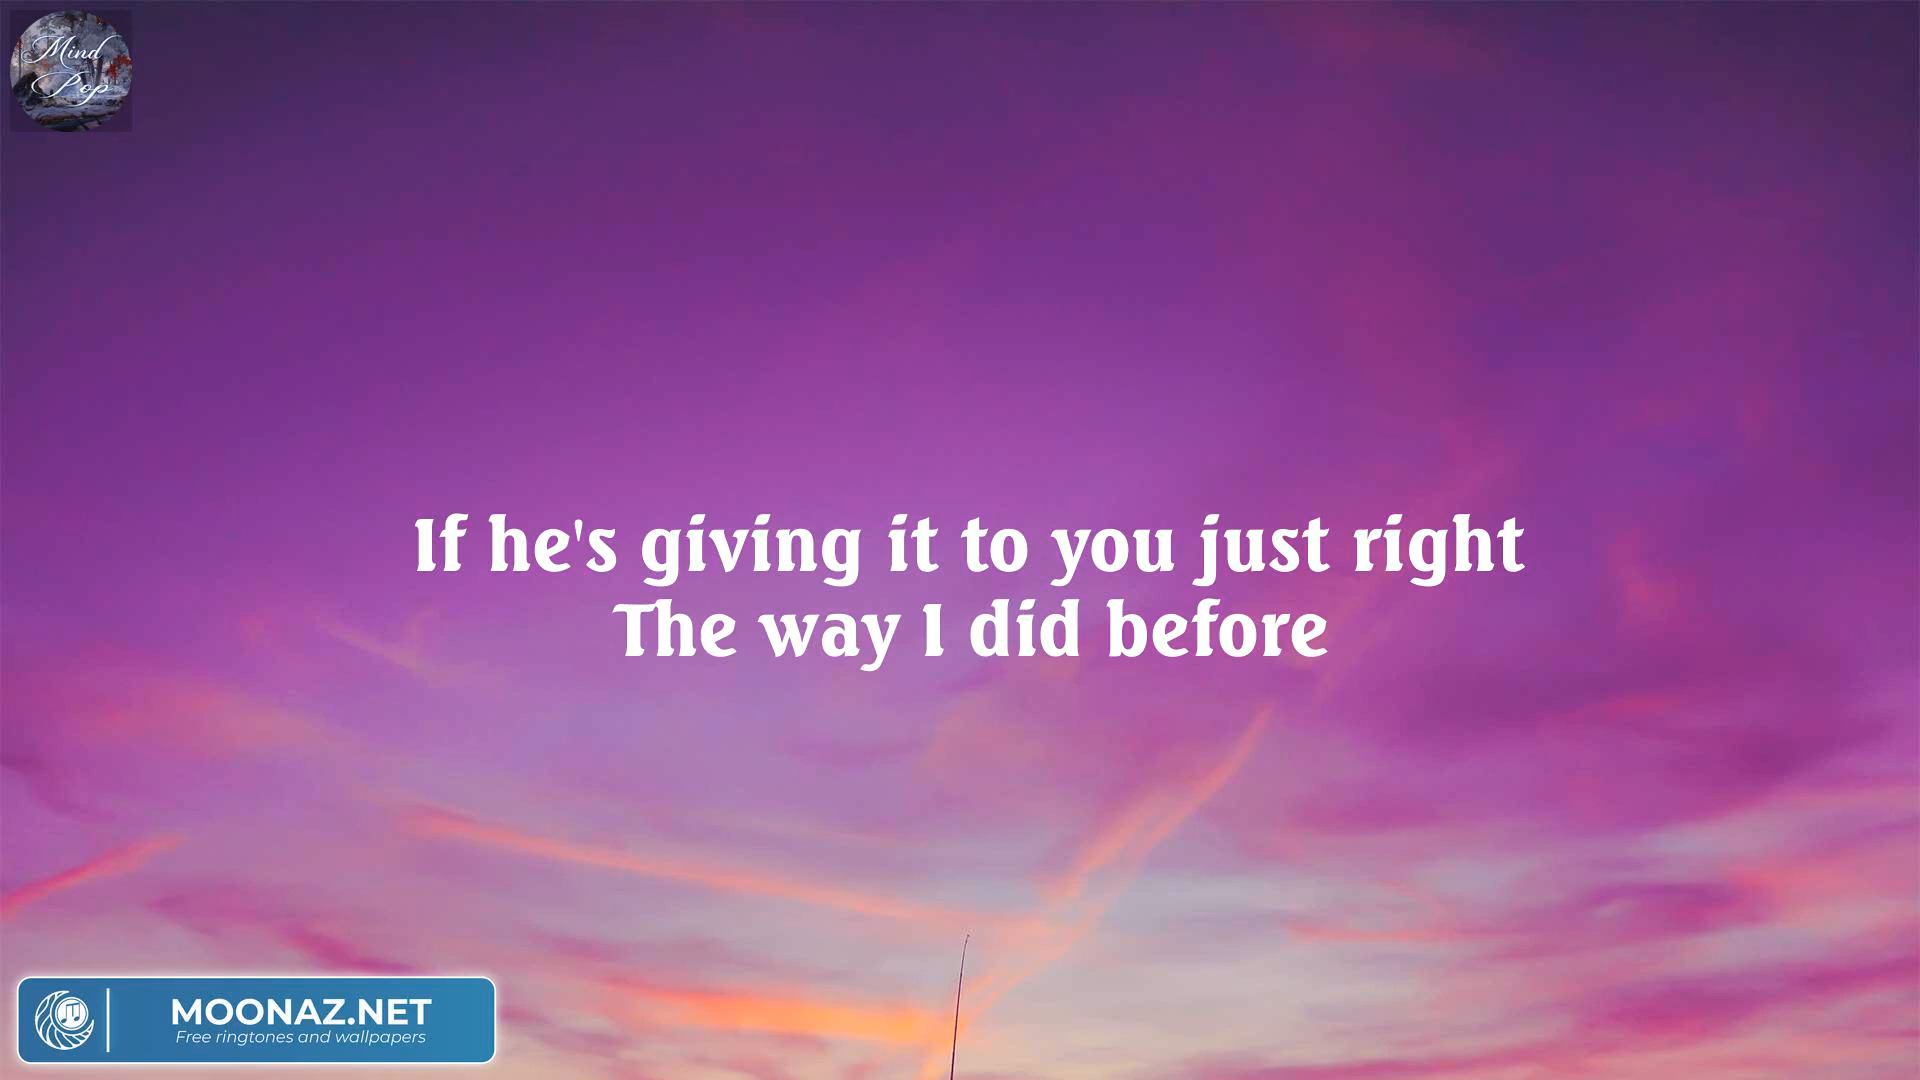 Mind
Pop
If he's giving it to you just right
The way I did before
MOONAZ.NET
Free ringtones and wallpapers